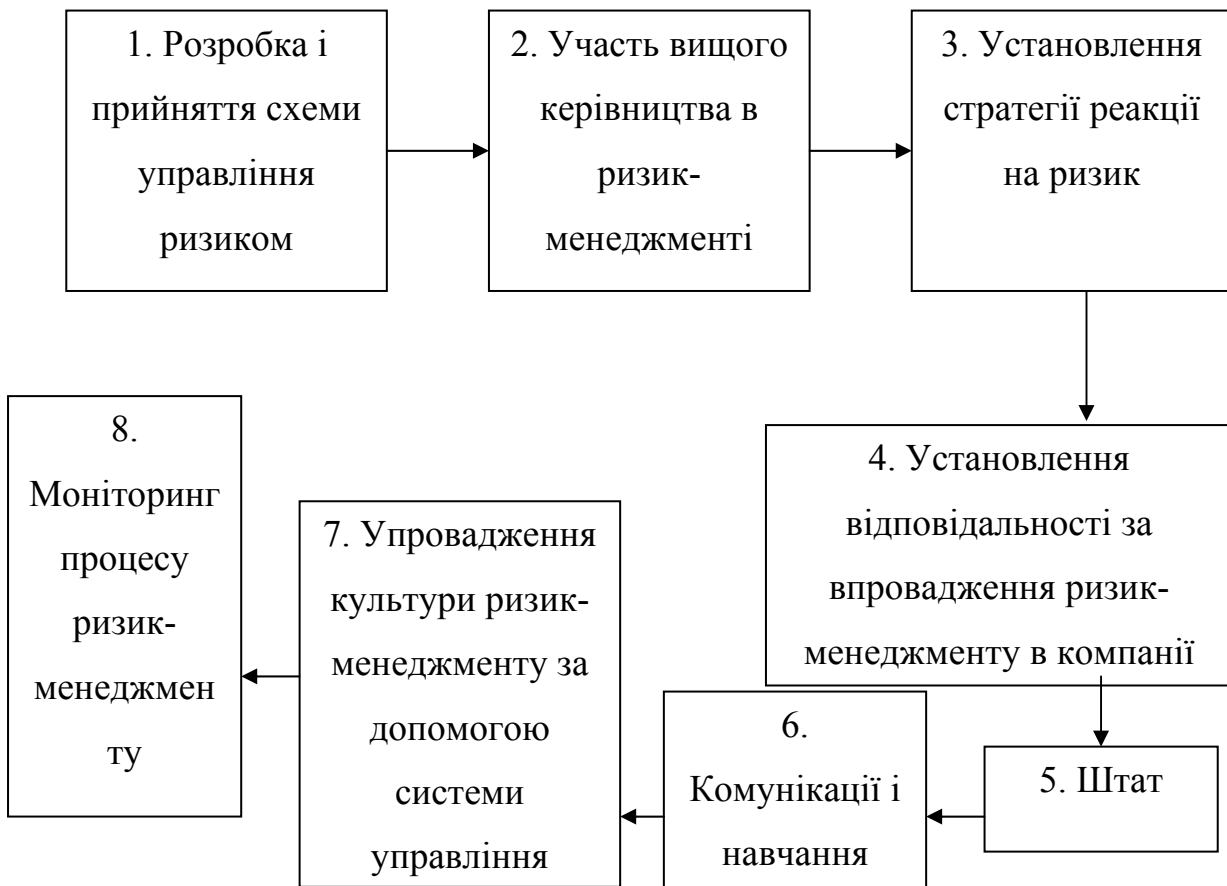 1. Розробка і
прийняття схеми
управління
ризиком
2. Участь вищого
керівництва в
ризик-
менеджменті
3. Установлення
стратегії реакції
на ризик
4. Установлення
відповідальності за
впровадження ризик-
менеджменту в компанії
5. Штат
6.
Комунікації і
навчання
7. Упровадження
культури ризик-
менеджменту за
допомогою
системи
управління
8.
Моніторинг
процесу
ризик-
менеджмен
ту